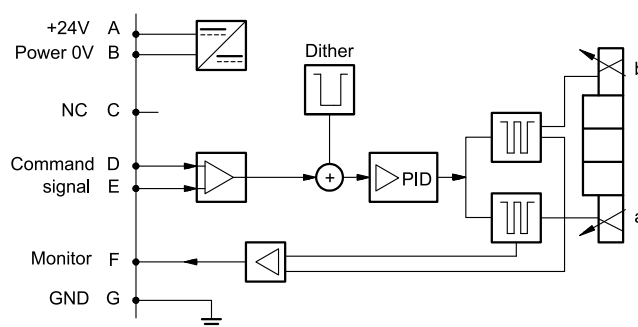 +24V A
Power 0V B
Dither
b
NC C
Command D
signal E
+
PID
a
Monitor F
GND G